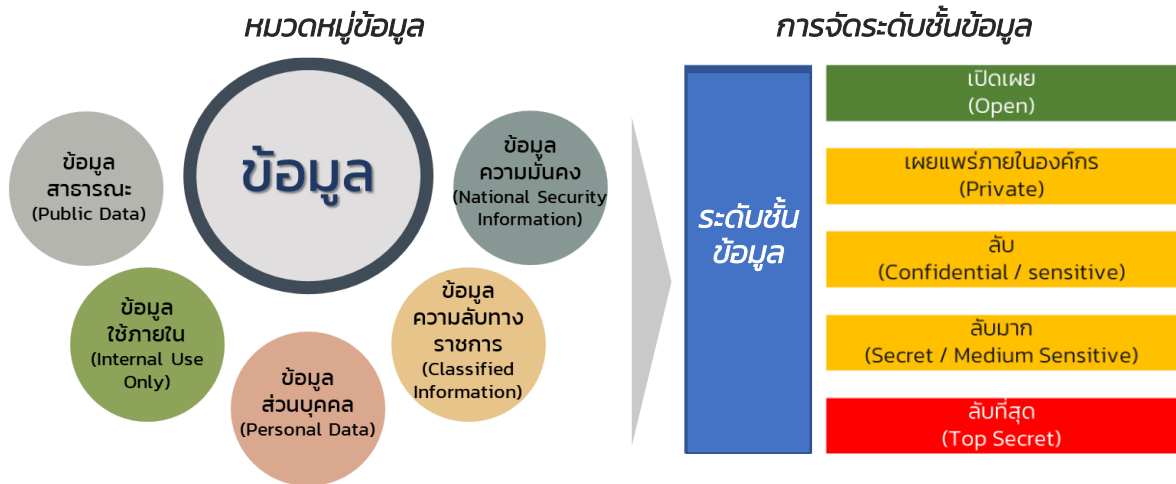 หมวดหมู่ข้อมูล
ข้อมูล
ข้อมูล
สาธารณะ
(Public Data)
ข้อมูล
ใช้ภายใน
(Internal Use
Only)
ข้อมูล
ส่วนบุคคล
(Personal Data)
ข้อมูล
ความลับทาง
ราชการ
(Classified
Information)
ข้อมูล
ความมั่นคง
(National Security
Information)
การจัดระดับชั้นข้อมูล
ระดับชั้น
ข้อมูล
เปิดเผย
(Open)
เผยแพร่ภายในองค์กร
(Private)
ลับ
(Confidential / sensitive)
ลับมาก
(Secret / Medium Sensitive)
ลับที่สุด
(Top Secret)